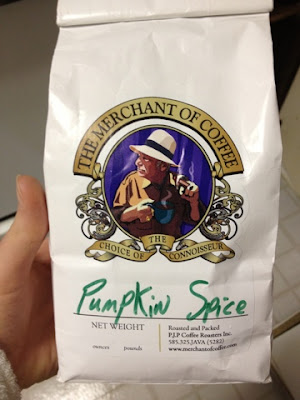 THE MERCHANT OF COFFEE
CHOICE OF THE CONNOISSEUR
Pumpkin Spice
NET WEIGHT
ounces pounds
Roasted and Packed
P.J.P Coffee Roasters Inc.
585.325.JAVA (5282)
www.merchantofcoffee.com